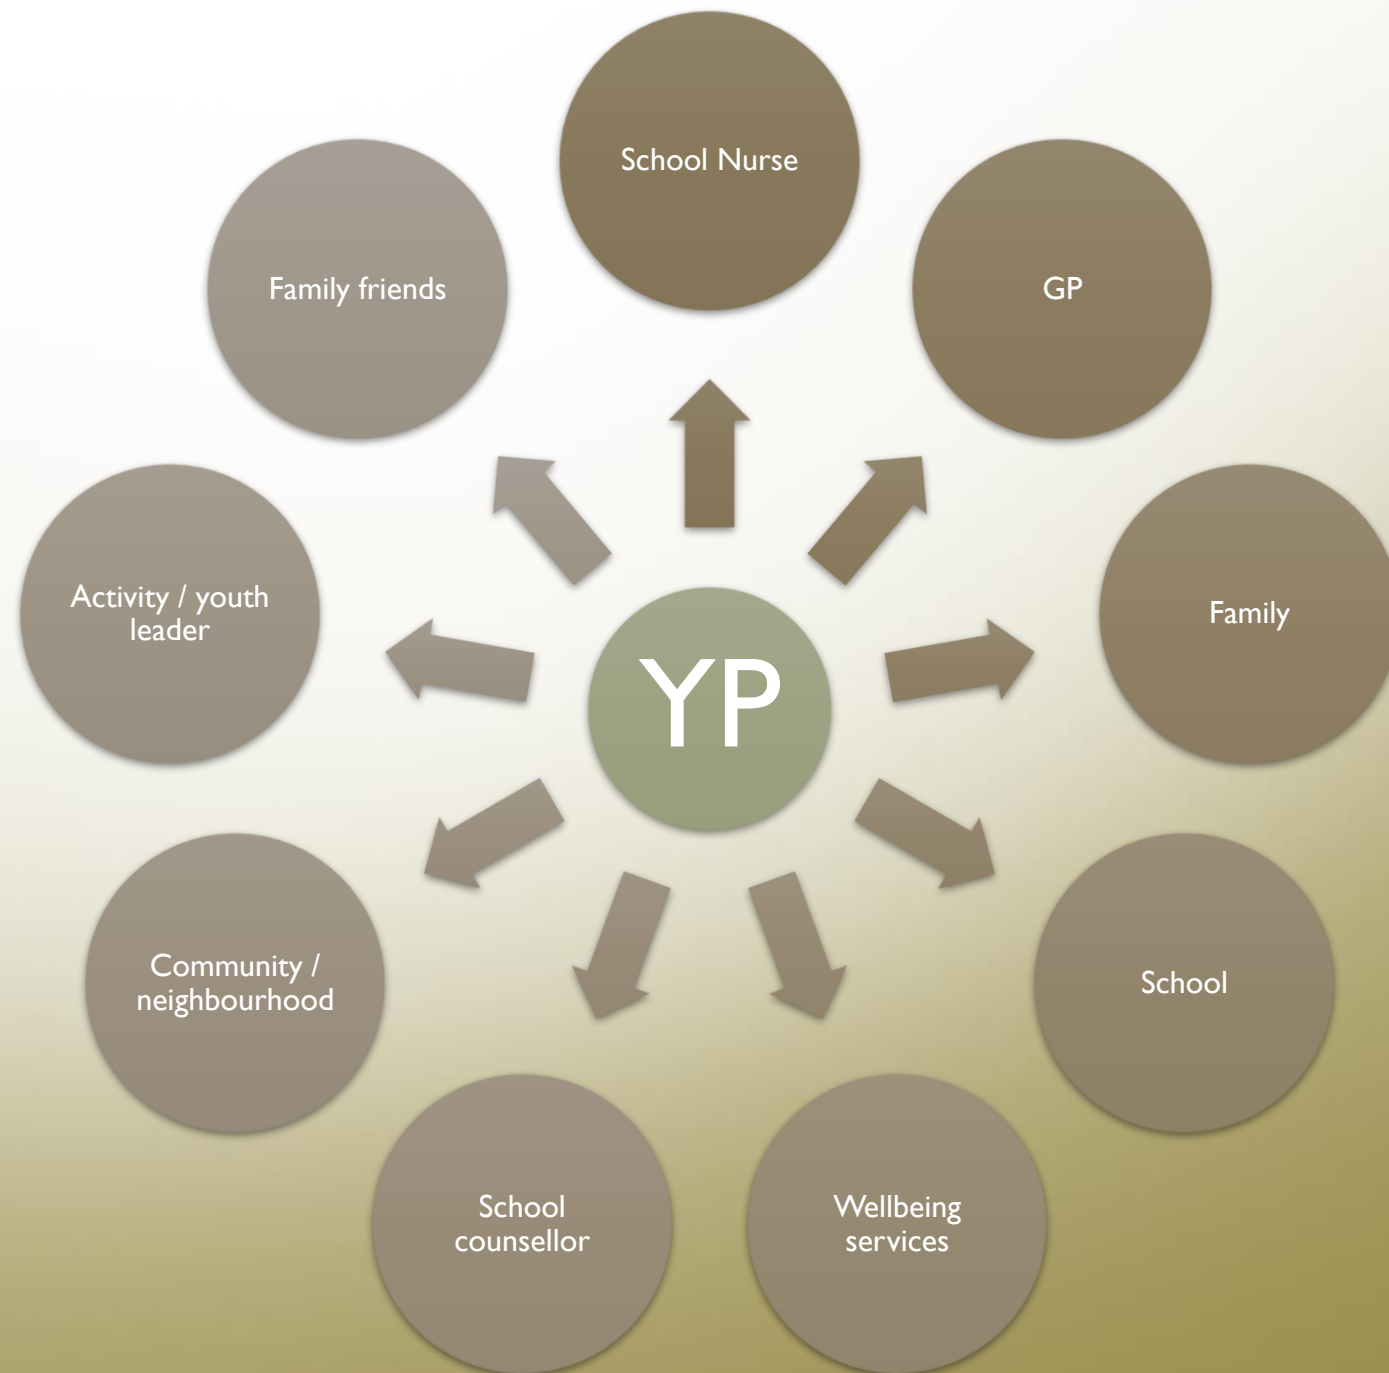 School Nurse
GP
Family
School
Wellbeing
services
School
counsellor
Community /
neighbourhood
Activity / youth
leader
Family friends
YP